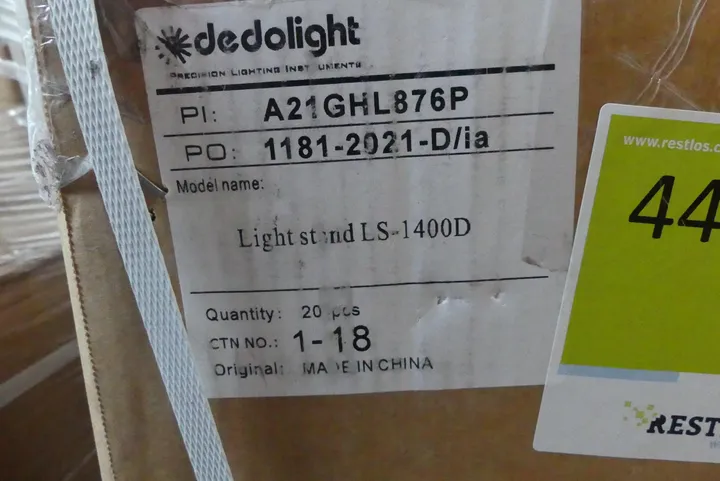 dedolight
PRECISION LIGHTING INSTRUMENTS
PI: A21GHL876P
PO: 1181-2021-D/ia
Model name:
Light stand LS-1400D
Quantity: 20 pcs
CTN NO.: 1-18
Original: MADE IN CHINA
www.restlos.c
44
REST